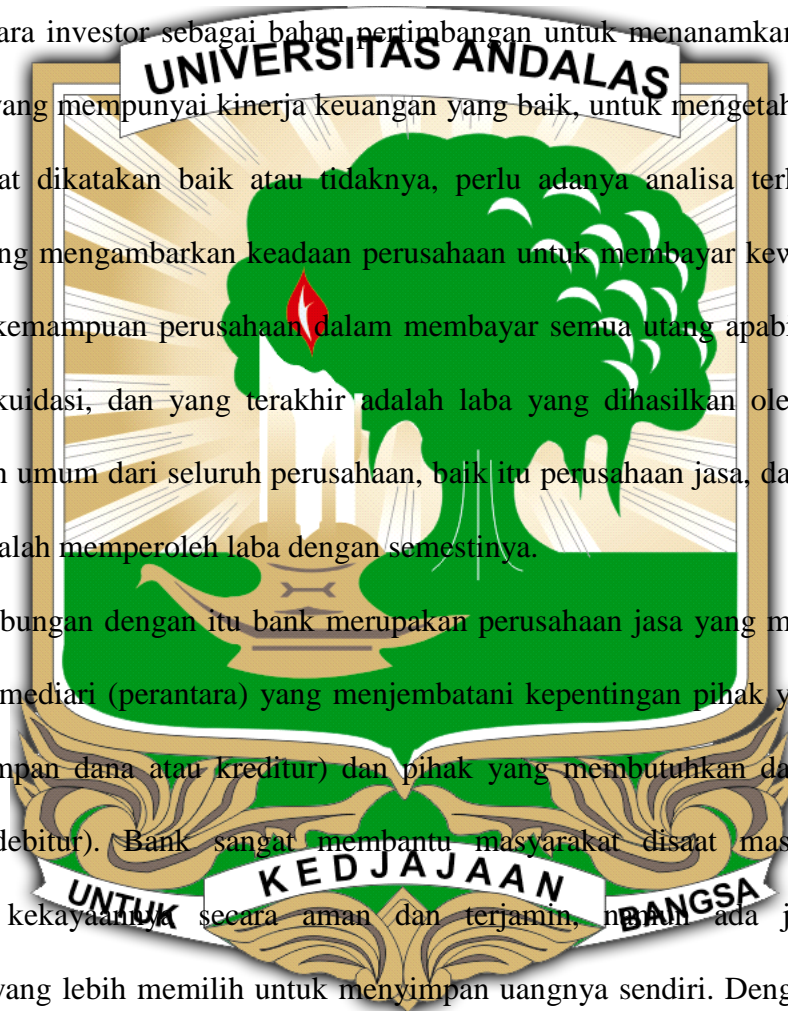 ara investor sebagai bahan pertimbangan untuk menanamkan
UNIVERSITAS ANDALAS
yang mempunyai kinerja keuangan yang baik, untuk mengetah
at dikatakan baik atau tidaknya, perlu adanya analisa terh
ng mengambarkan keadaan perusahaan untuk membayar kew
kemampuan perusahaan dalam membayar semua utang apabi
kuidasi, dan yang terakhir adalah laba yang dihasilkan ole
n umum dari seluruh perusahaan, baik itu perusahaan jasa, da
alah memperoleh laba dengan semestinya.
bungan dengan itu bank merupakan perusahaan jasa yang m
mediari (perantara) yang menjembatani kepentingan pihak y
mpan dana atau kreditur) dan pihak yang membutuhkan da
debitur). Bank sangat membantu masyarakat disaat mas
UNTUK KEDJAJAAN BANGSA
kekayaannya secara aman dan terjamin, namun ada j
yang lebih memilih untuk menyimpan uangnya sendiri. Deng